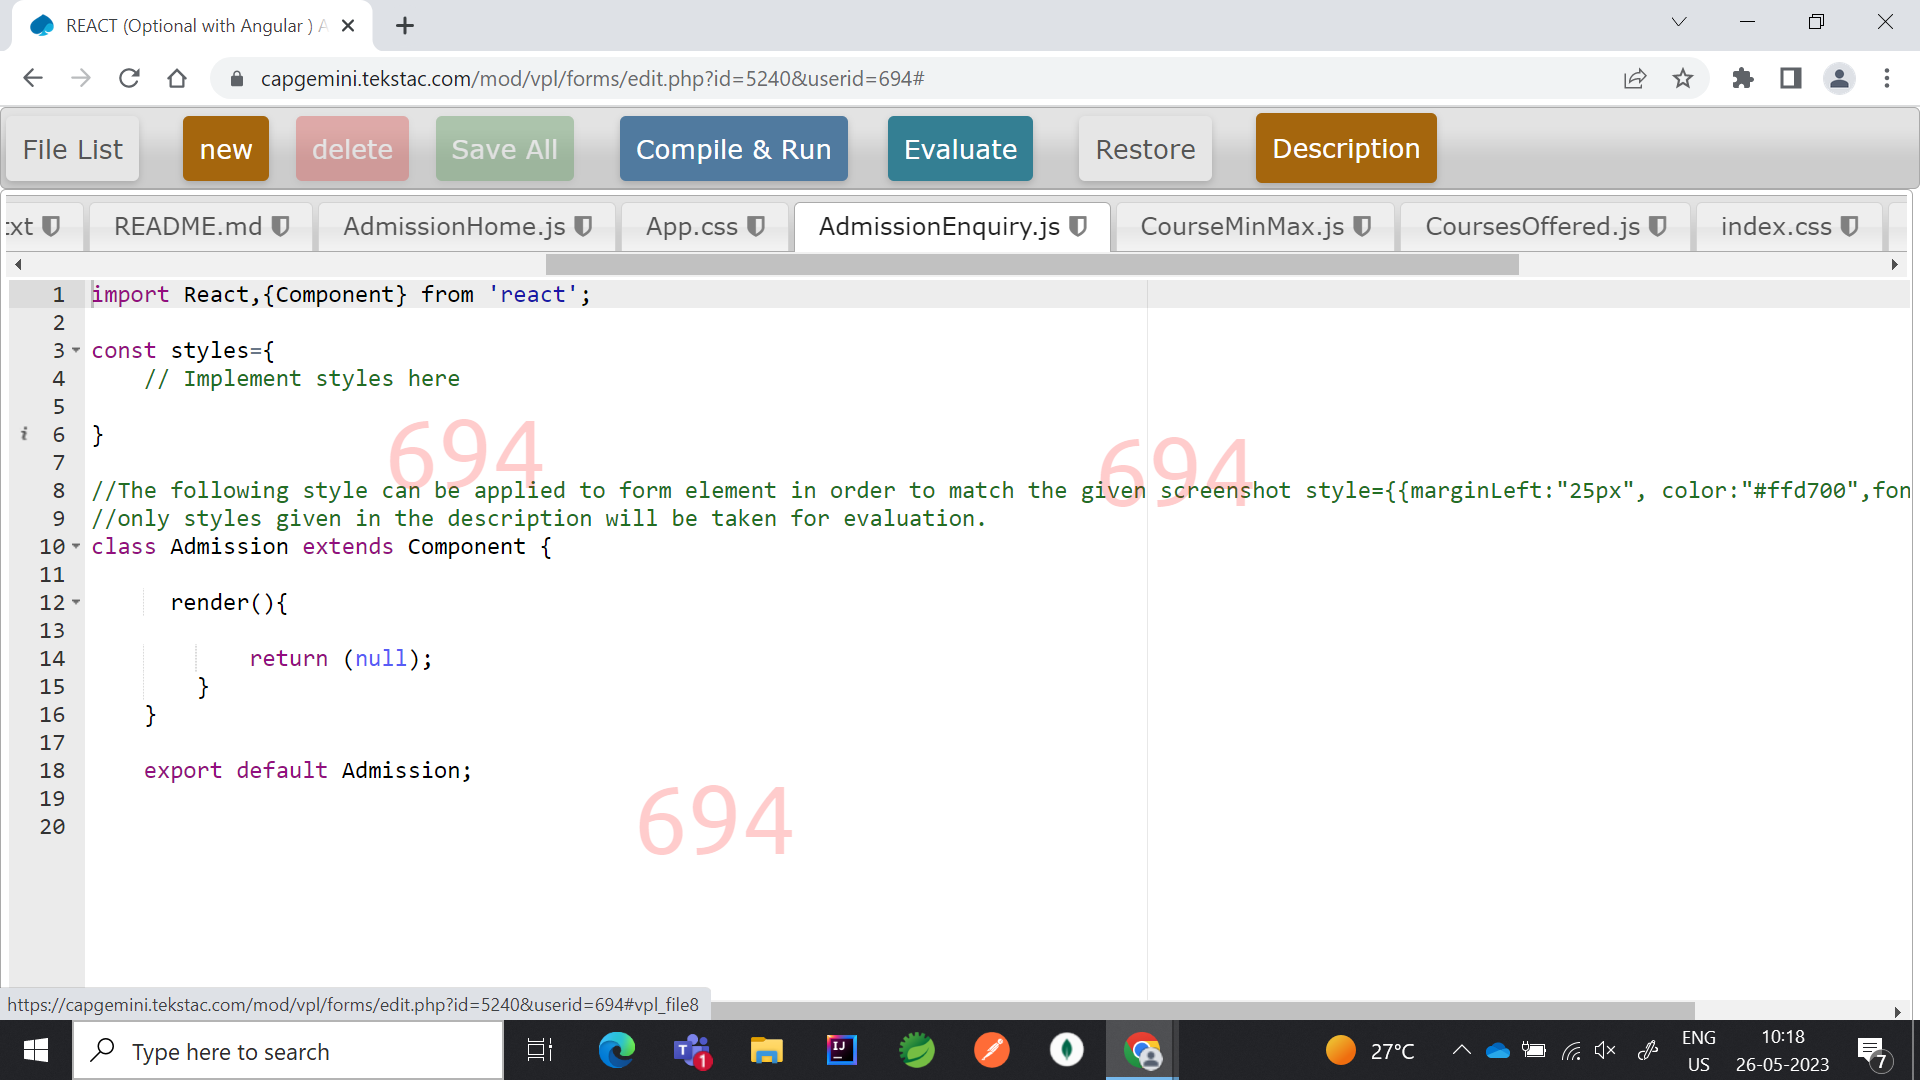 REACT (Optional with Angular ) A
capgemini.tekstac.com/mod/vpl/forms/edit.php?id=5240&userid=694#
File List new delete Save All Compile & Run Evaluate Restore Description
txt README.md AdmissionHome.js App.css AdmissionEnquiry.js CourseMinMax.js CoursesOffered.js index.css
1 import React,{Component} from 'react';
2
3 const styles={
4 // Implement styles here
5
6 }
7
8 //The following style can be applied to form element in order to match the given screenshot style={{marginLeft:"25px", color:"#ffd700",fon
9 //only styles given in the description will be taken for evaluation.
10 class Admission extends Component {
11
12 render(){
13
14 return (null);
15 }
16 }
17
18 export default Admission;
19
20
694
694
694
https://capgemini.tekstac.com/mod/vpl/forms/edit.php?id=5240&userid=694#vpl_file8
Type here to search
T 1
IJ
27°C
ENG
US
10:18
26-05-2023
7